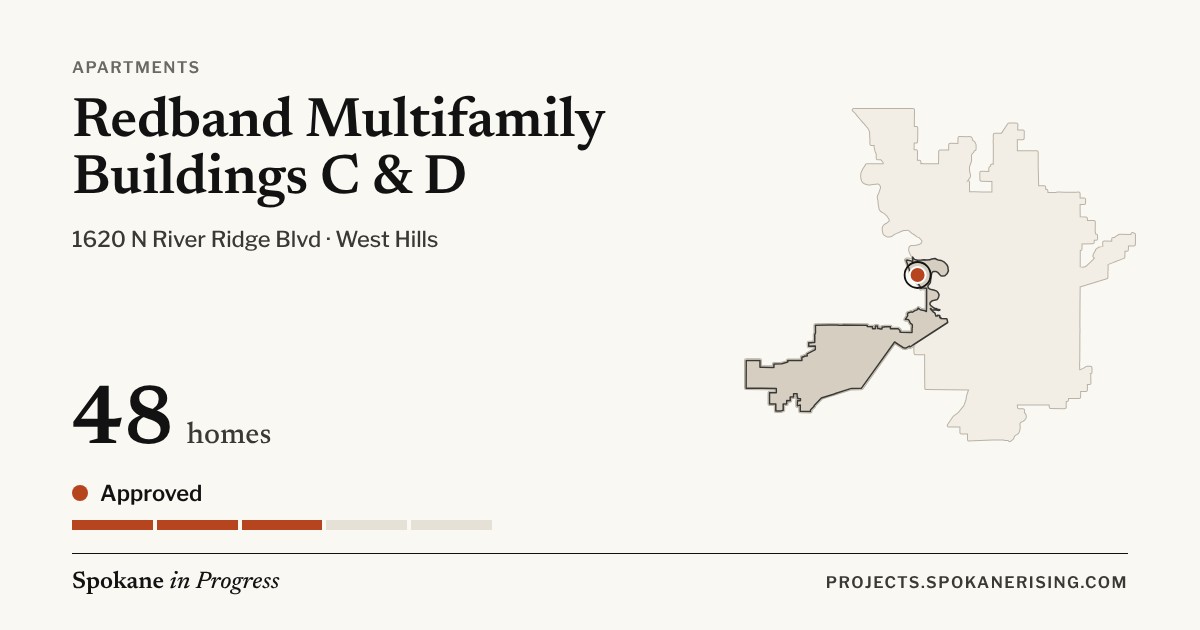 APARTMENTS
Redband Multifamily
Buildings C & D
1620 N River Ridge Blvd · West Hills
48 homes
Approved
Spokane in Progress
PROJECTS.SPOKANERISING.COM